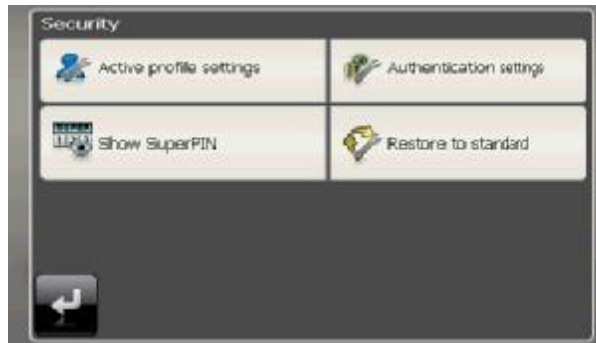 Security
Active profile settings
Authentication settings
Show SuperPIN
Restore to standard